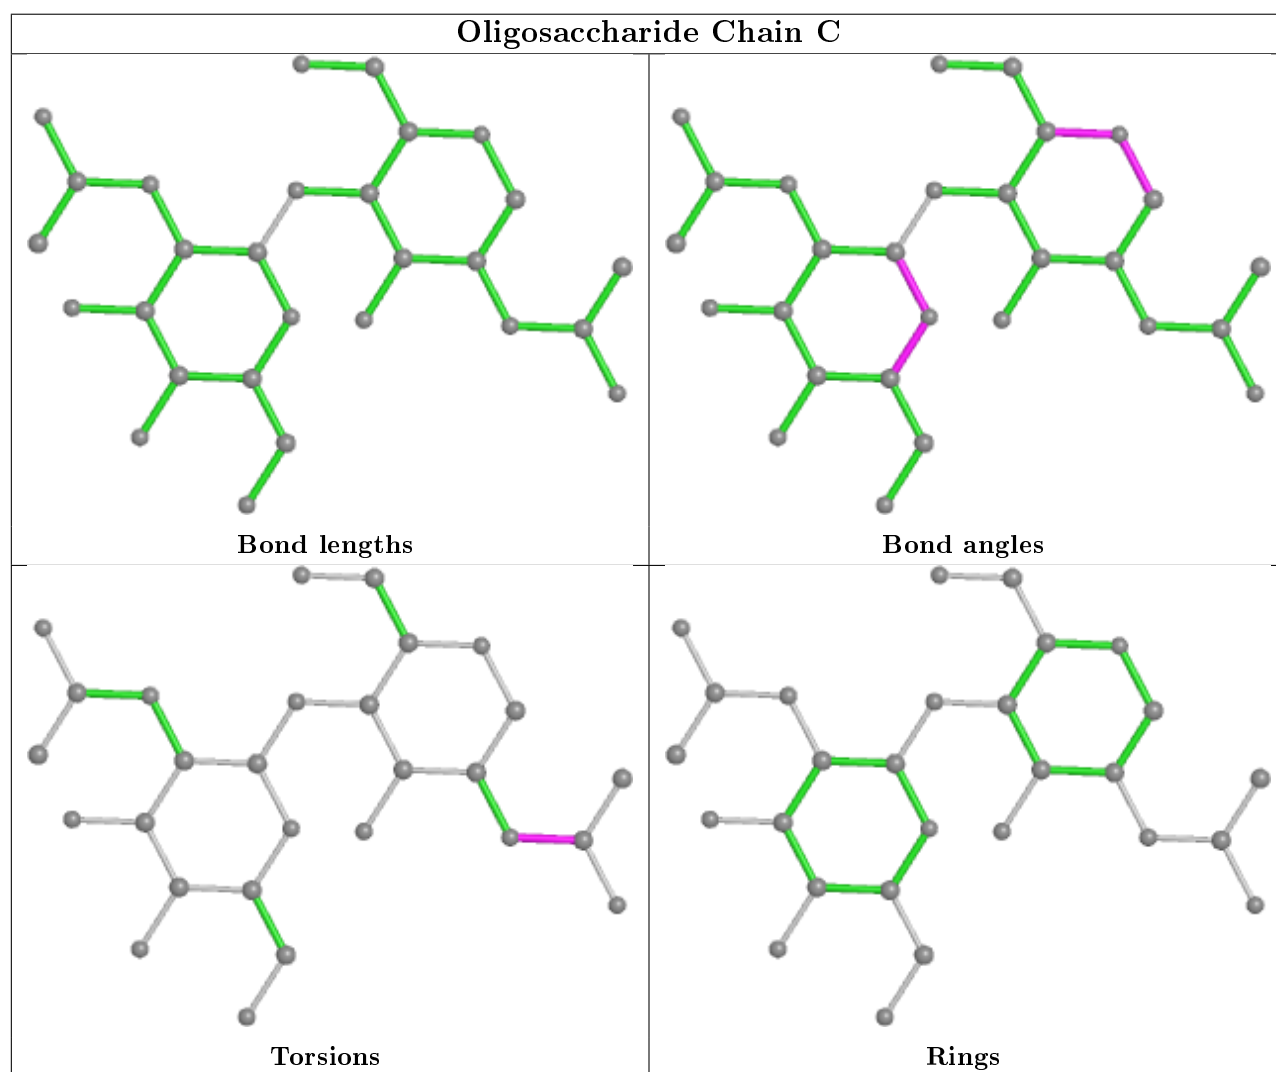 Oligosaccharide Chain C
Bond lengths
Bond angles
Torsions
Rings